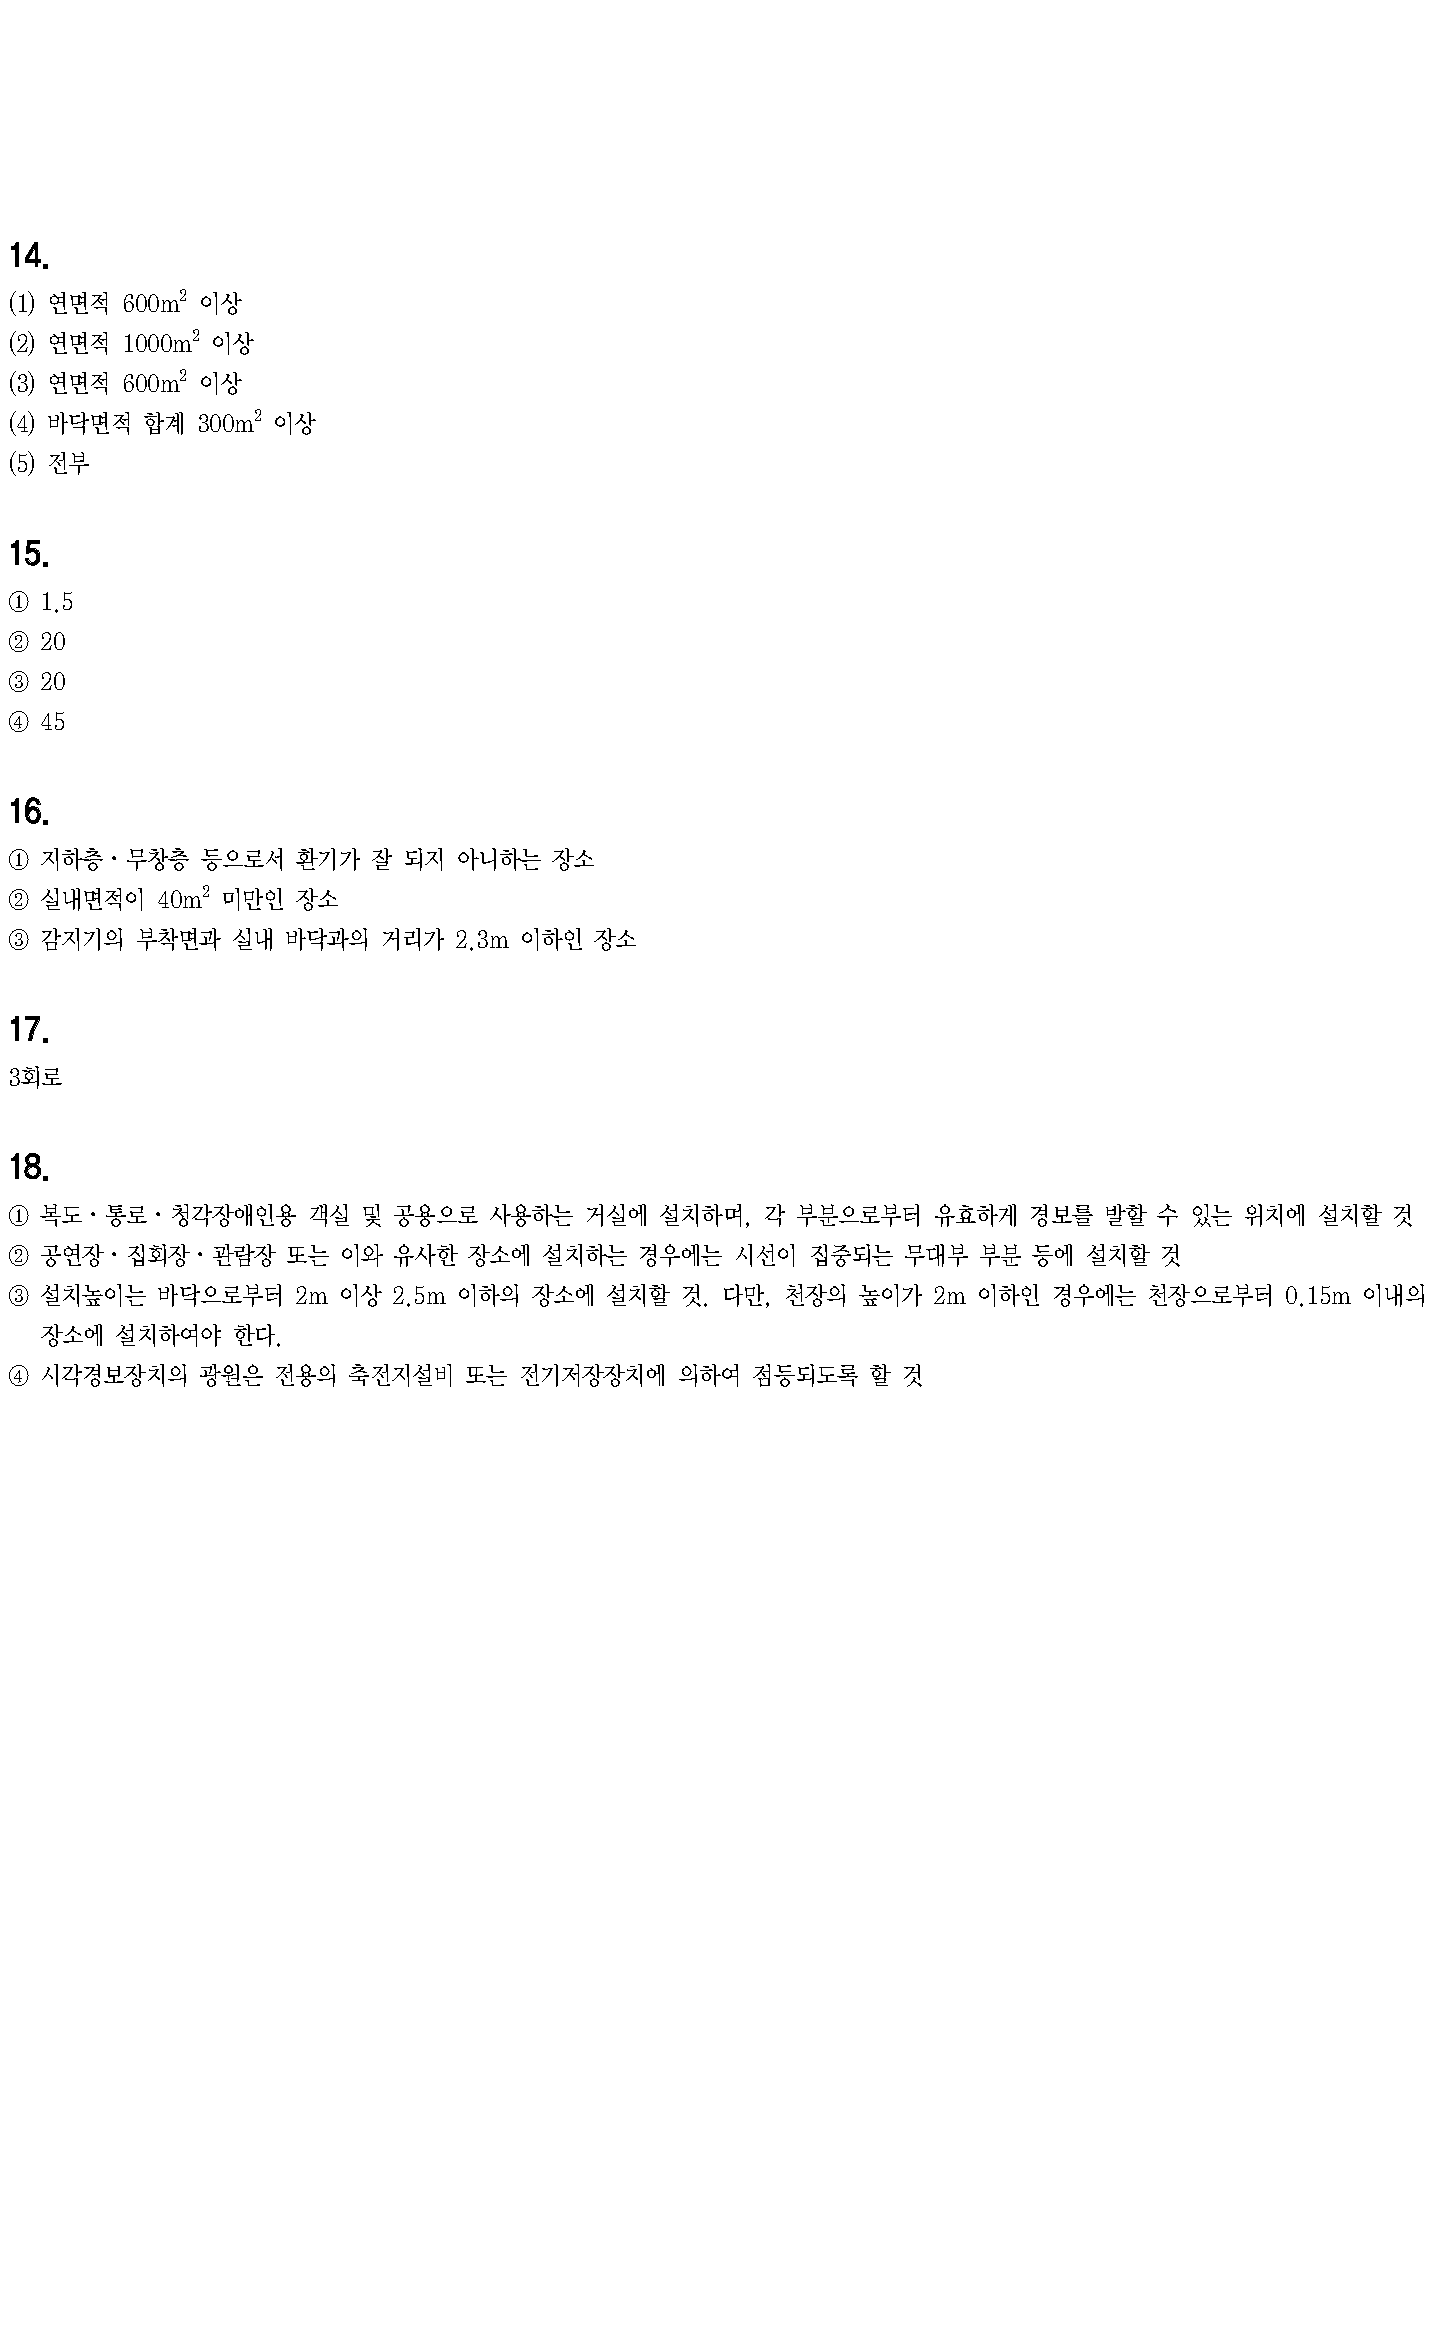 14.
(1) 연면적 600m² 이상
(2) 연면적 1000m² 이상
(3) 연면적 600m² 이상
(4) 바닥면적 합계 300m² 이상
(5) 전부
15.
① 1.5
② 20
③ 20
④ 45
16.
① 지하층·무창층 등으로서 환기가 잘 되지 아니하는 장소
② 실내면적이 40m² 미만인 장소
③ 감지기의 부착면과 실내 바닥과의 거리가 2.3m 이하인 장소
17.
3회로
18.
① 복도·통로·청각장애인용 객실 및 공용으로 사용하는 거실에 설치하며, 각 부분으로부터 유효하게 경보를 발할 수 있는 위치에 설치할 것
② 공연장·집회장·관람장 또는 이와 유사한 장소에 설치하는 경우에는 시선이 집중되는 무대부 부분 등에 설치할 것
③ 설치높이는 바닥으로부터 2m 이상 2.5m 이하의 장소에 설치할 것. 다만, 천장의 높이가 2m 이하인 경우에는 천장으로부터 0.15m 이내의
장소에 설치하여야 한다.
④ 시각경보장치의 광원은 전용의 축전지설비 또는 전기저장장치에 의하여 점등되도록 할 것